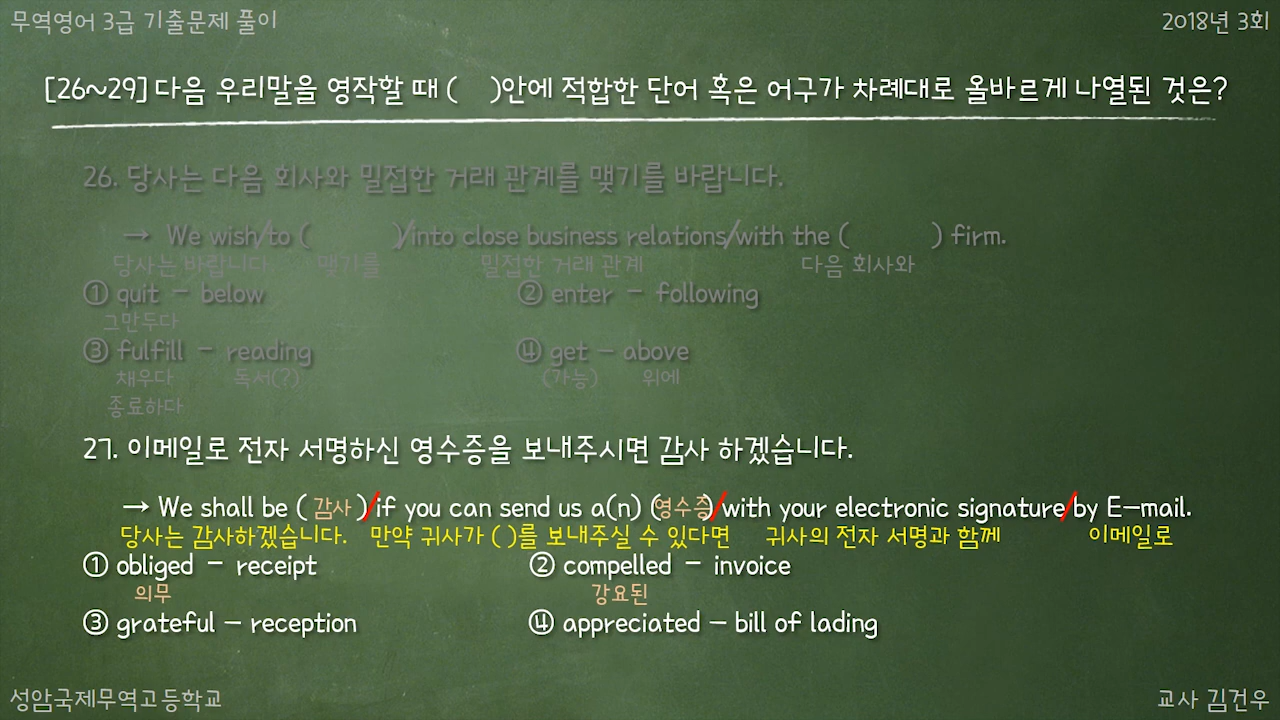 무역영어 3급 기출문제 풀이
2018년 3회
[26~29] 다음 우리말을 영작할 때 (    )안에 적합한 단어 혹은 어구가 차례대로 올바르게 나열된 것은?
26. 당사는 다음 회사와 밀접한 거래 관계를 맺기를 바랍니다.
→ We wish/to (        )/into close business relations/with the (        ) firm.
당사는 바랍니다 맺기를 밀접한 거래 관계 다음 회사와
① quit - below ② enter - following
그만두다
③ fulfill - reading ④ get - above
채우다 독서(?) (가능) 위에
종료하다
27. 이메일로 전자 서명하신 영수증을 보내주시면 감사 하겠습니다.
→ We shall be ( 감사 )/if you can send us a(n) (영수증)/with your electronic signature/by E-mail.
당사는 감사하겠습니다. 만약 귀사가 ( )를 보내주실 수 있다면 귀사의 전자 서명과 함께 이메일로
① obliged - receipt ② compelled - invoice
의무 강요된
③ grateful - reception ④ appreciated - bill of lading
성암국제무역고등학교
교사 김건우